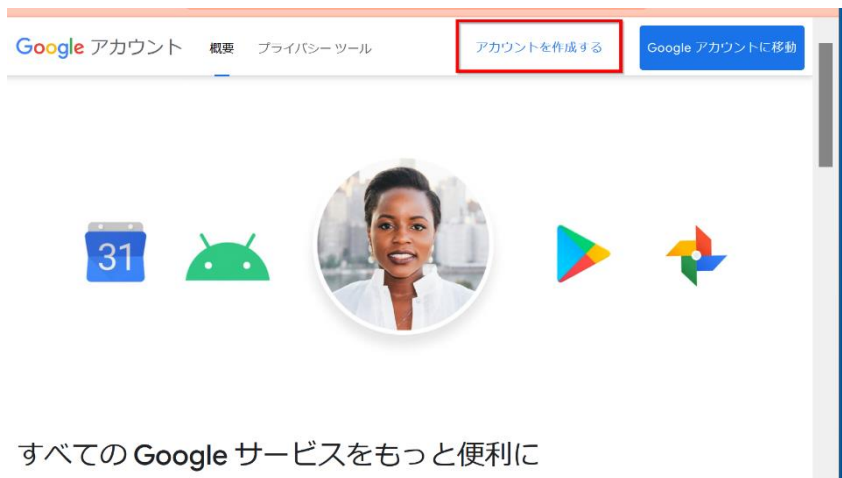 Google アカウント 概要 プライバシー ツール アカウントを作成する Google アカウントに移動
31
すべての Google サービスをもっと便利に